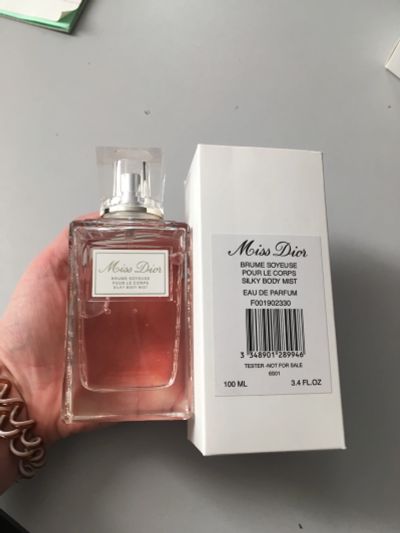 Miss Dior
BRUME SOYEUSE
POUR LE CORPS
SILKY BODY MIST
Miss Dior
BRUME SOYEUSE
POUR LE CORPS
SILKY BODY MIST
EAU DE PARFUM
F001902330
3 348901 289946
TESTER -NOT FOR SALE
6S01
100 ML 3.4 FL.OZ